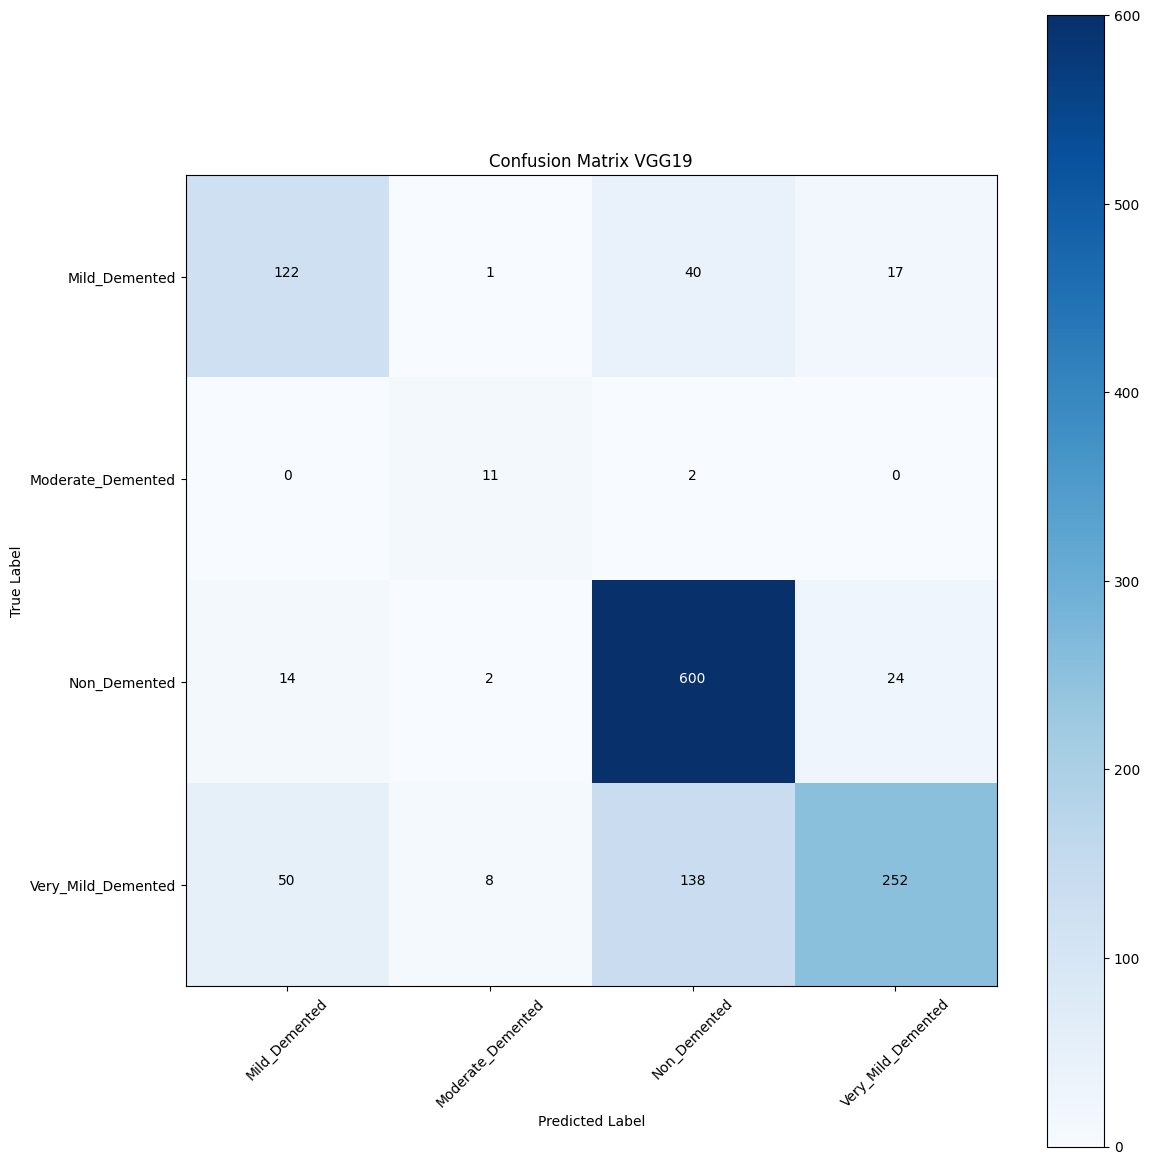 Confusion Matrix VGG19
True Label
Mild_Demented
122 1 40 17
Moderate_Demented
0 11 2 0
Non_Demented
14 2 600 24
Very_Mild_Demented
50 8 138 252
Mild_Demented
Moderate_Demented
Non_Demented
Very_Mild_Demented
Predicted Label
600
500
400
300
200
100
0